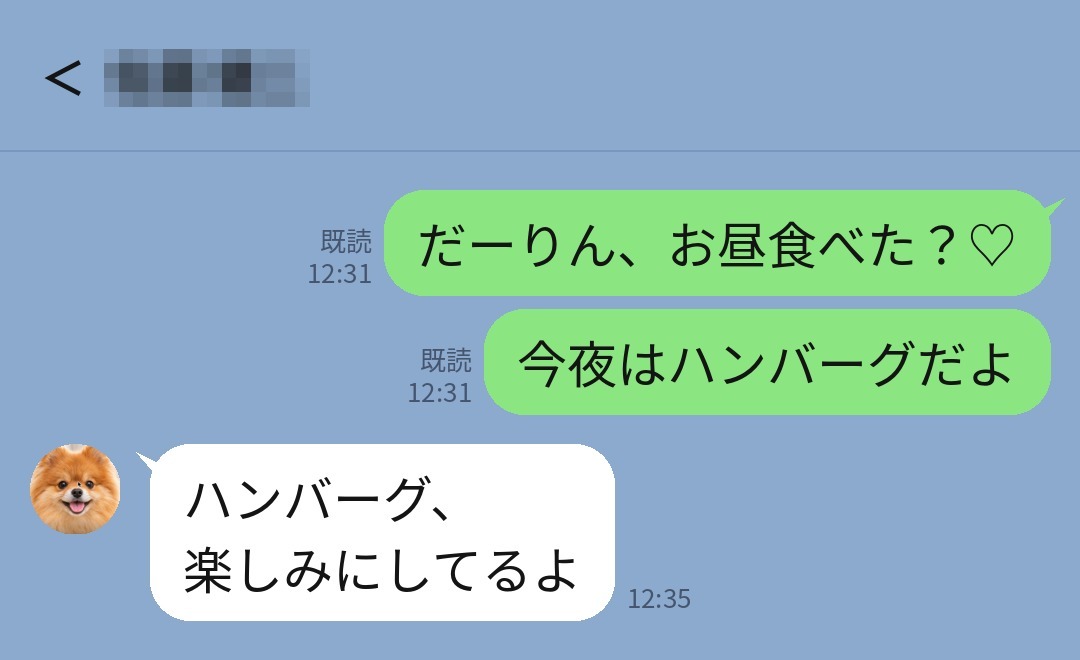 だーりん、お昼食べた？♡
既読
12:31
今夜はハンバーグだよ
既読
12:31
ハンバーグ、
楽しみにしてるよ
12:35